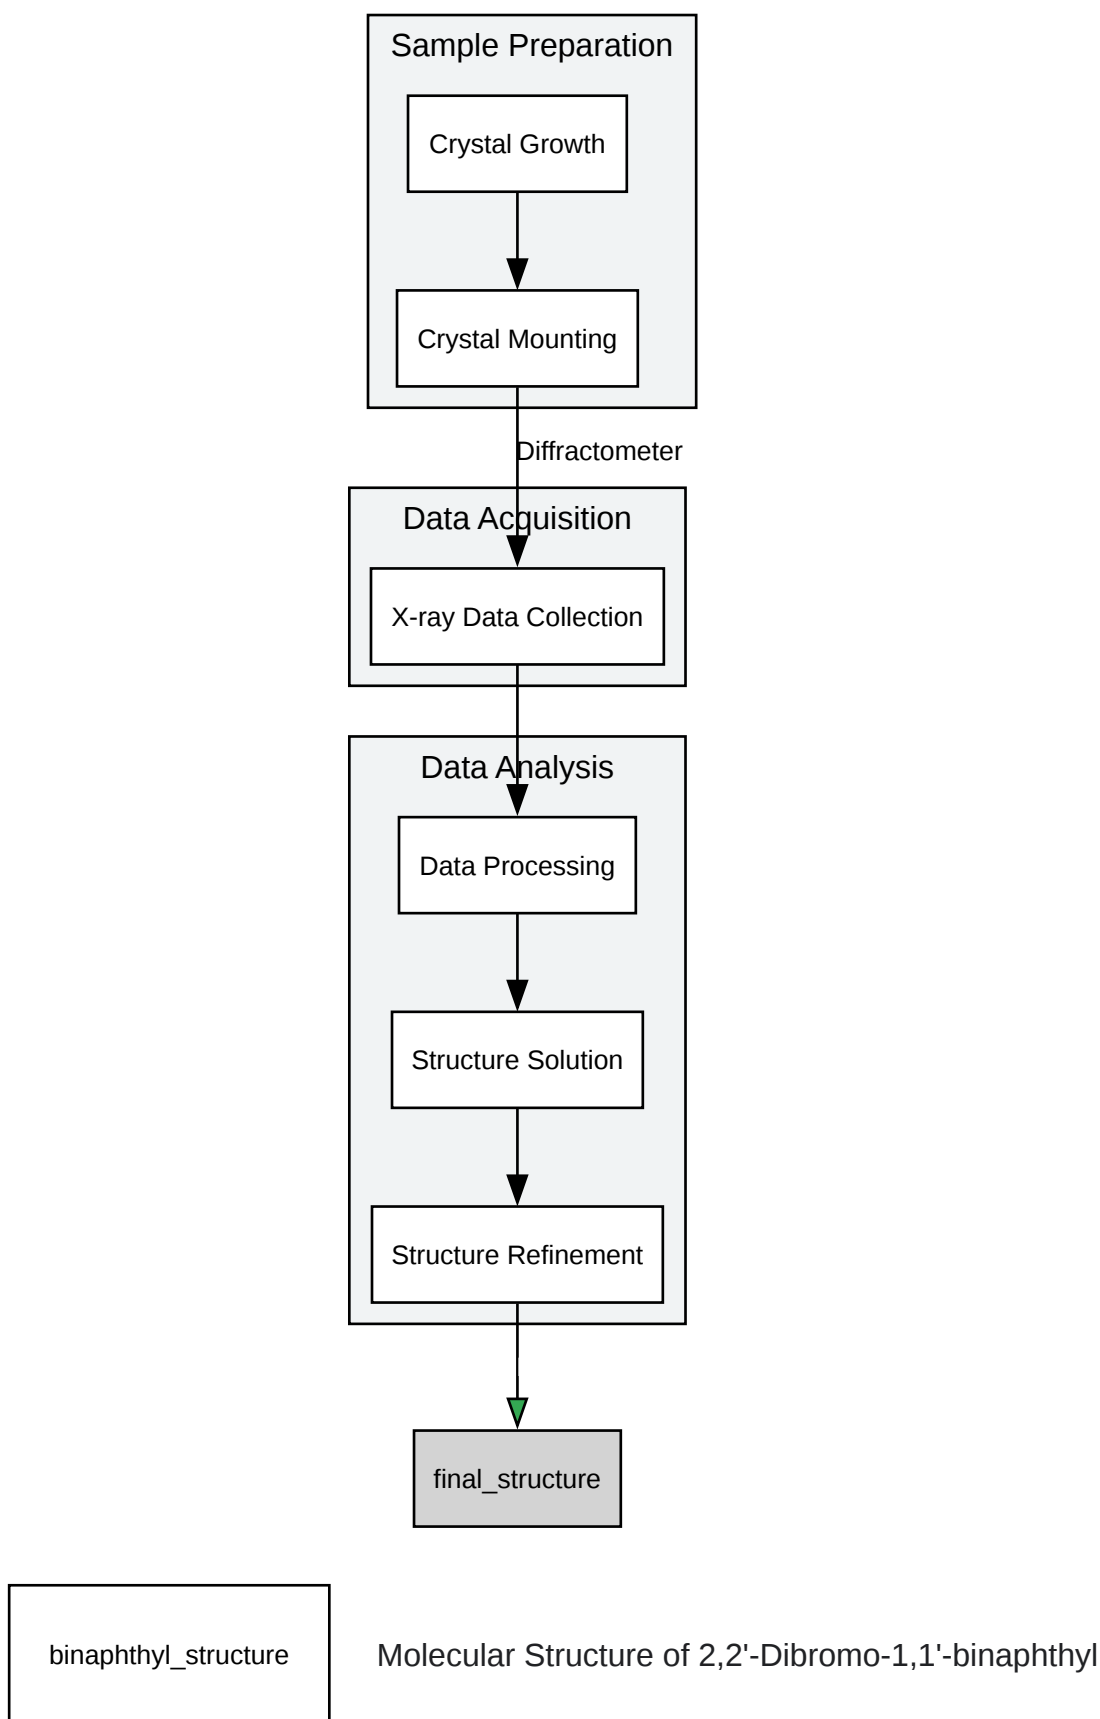 Sample Preparation
Crystal Growth
Crystal Mounting
Diffractometer
Data Acquisition
X-ray Data Collection
Data Analysis
Data Processing
Structure Solution
Structure Refinement
final_structure
binaphthyl_structure
Molecular Structure of 2,2'-Dibromo-1,1'-binaphthyl